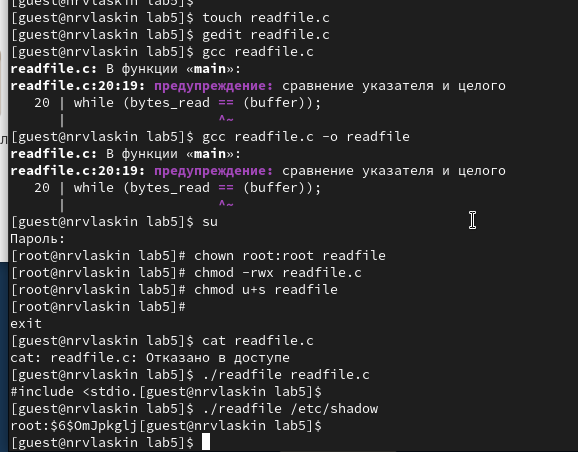 [guest@nrvlaskin lab5]$
[guest@nrvlaskin lab5]$ touch readfile.c
[guest@nrvlaskin lab5]$ gedit readfile.c
[guest@nrvlaskin lab5]$ gcc readfile.c
readfile.c: В функции «main»:
readfile.c:20:19: предупреждение: сравнение указателя и целого
20 | while (bytes_read == (buffer));
| ^~
[guest@nrvlaskin lab5]$ gcc readfile.c -o readfile
readfile.c: В функции «main»:
readfile.c:20:19: предупреждение: сравнение указателя и целого
20 | while (bytes_read == (buffer));
| ^~
[guest@nrvlaskin lab5]$ su
Пароль:
[root@nrvlaskin lab5]# chown root:root readfile
[root@nrvlaskin lab5]# chmod -rwx readfile.c
[root@nrvlaskin lab5]# chmod u+s readfile
[root@nrvlaskin lab5]#
exit
[guest@nrvlaskin lab5]$ cat readfile.c
cat: readfile.c: Отказано в доступе
[guest@nrvlaskin lab5]$ ./readfile readfile.c
#include <stdio.[guest@nrvlaskin lab5]$
[guest@nrvlaskin lab5]$ ./readfile /etc/shadow
root:$6$OmJpkglj[guest@nrvlaskin lab5]$
[guest@nrvlaskin lab5]$